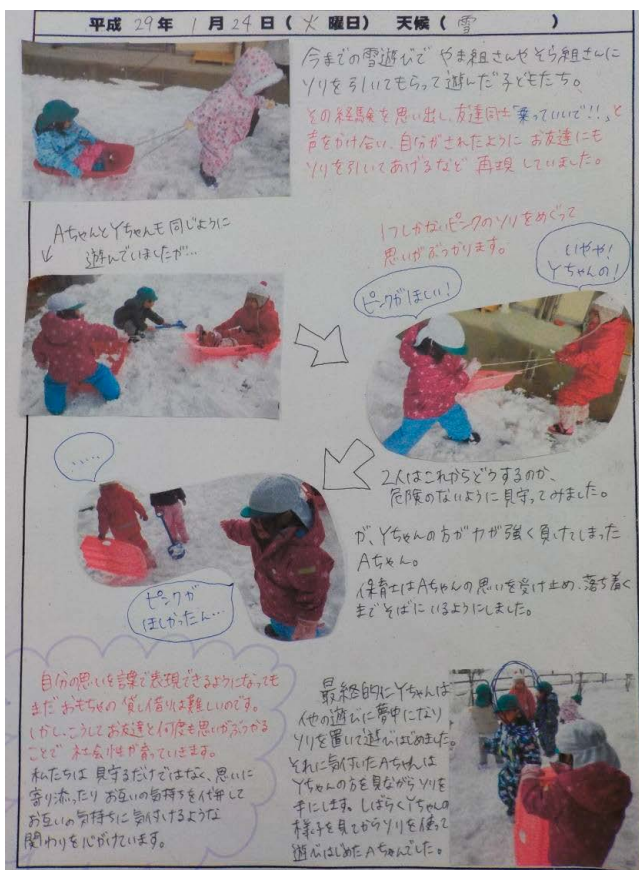 平成 29年 1月 24日(火曜日) 天候(雪)
今までの雪遊びで やま組さんやそら組さんに
ソリを引いてもらって遊んだ子どもたち。
その経験を思い出し、友達同士「乗っていいで!!」と
声をかけ合い、自分がされたように お友達にも
ソリを引いてあげるなど 再現していました。
AちゃんとYちゃんも同じように
遊んでいましたが…
1つしかないピンクのソリをめぐって
思いがぶつかります。
いやや!
Yちゃんの!
ピンクがほしい!
……
2人はこれからどうするのか、
危険のないように見守ってみました。
が、Yちゃんの方が力が強く負けてしまった
Aちゃん。
保育士はAちゃんの思いを受け止め、落ち着く
までそばにいるようにしました。
ピンクが
ほしかったん…
自分の思いを言葉で表現できるようになっても
まだ おもちゃの貸し借りは難しいのです。
しかし、こうしてお友達と何度も思いがぶつかる
ことで 社会性が育っていきます。
私たちは 見守るだけではなく、思いに
寄り添ったり お互いの気持ちを代弁して
お互いの気持ちに気付けるような
関わりを心がけています。
最終的にYちゃんは
他の遊びに夢中になり
ソリを置いて遊びはじめました。
それに気付いたAちゃんは
Yちゃんの方を見ながらソリを
手にします。しばらくYちゃんの
様子を見てからソリを使って
遊びはじめたAちゃんでした。